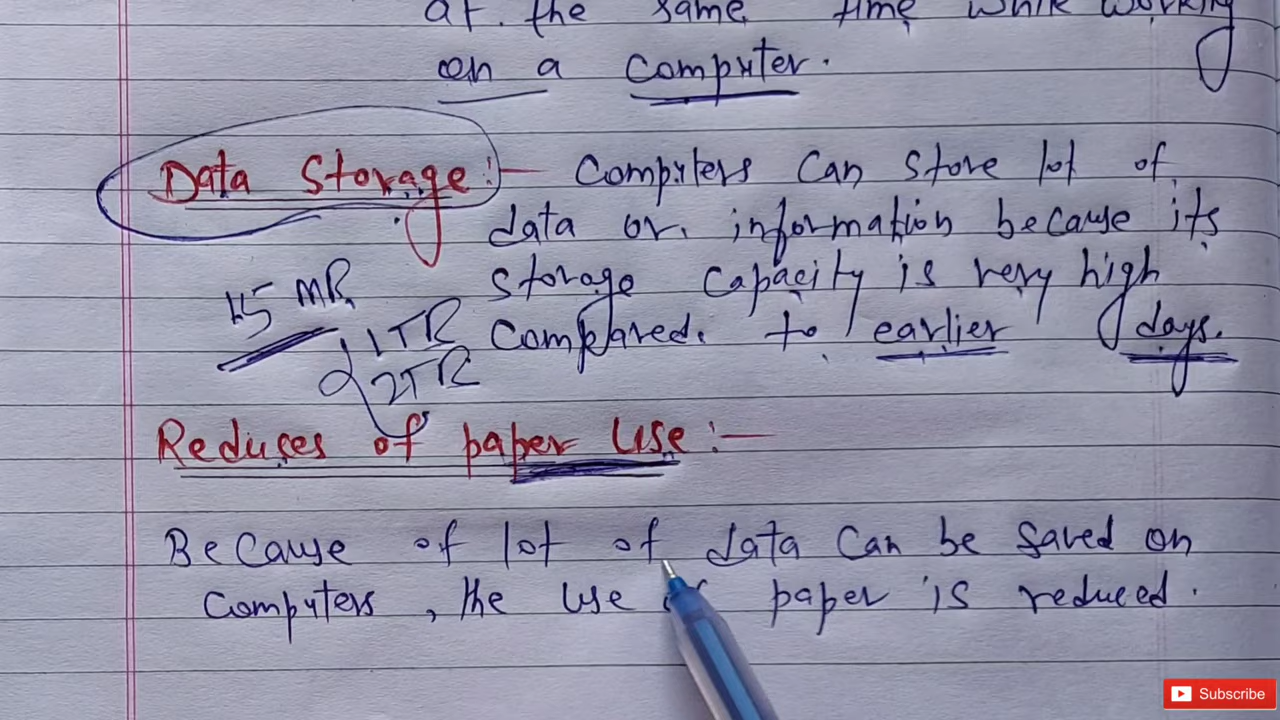 at the same time while working
on a computer.
Data Storage:- Computers can store lot of
data or information because its
storage capacity is very high
compared to earlier days.
1TB
2TB
Reduces of paper use:-
Because of lot of data can be saved on
computers, the use of paper is reduced.
Subscribe